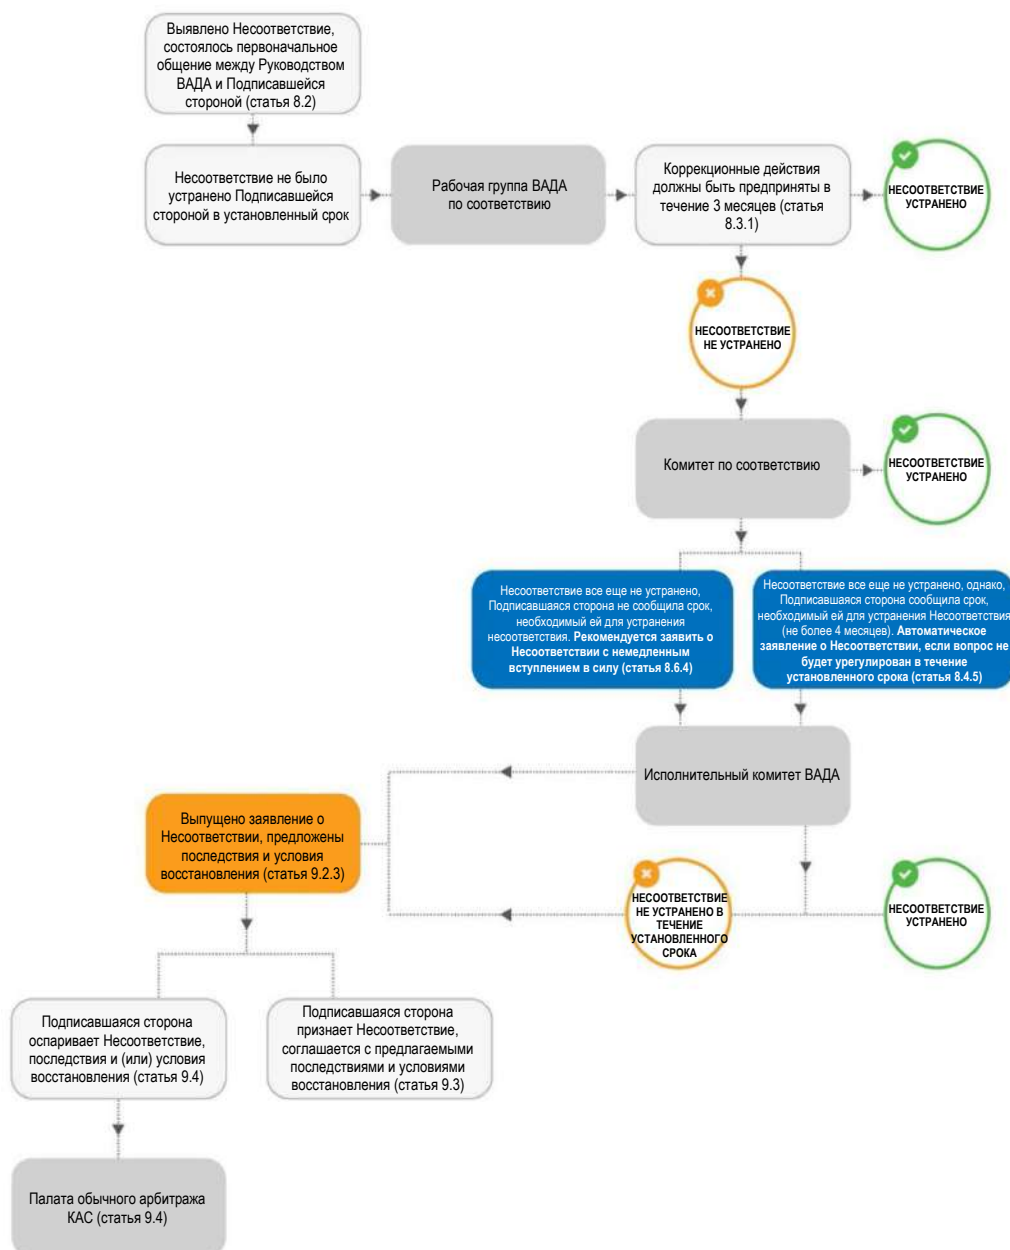 Выявлено Несоответствие,
состоялось первоначальное
общение между Руководством
ВАДА и Подписавшейся
стороной (статья 8.2)
Несоответствие не было
устранено Подписавшейся
стороной в установленный срок
Рабочая группа ВАДА
по соответствию
Коррекционные действия
должны быть предприняты в
течение 3 месяцев (статья
8.3.1)
НЕСООТВЕТСТВИЕ
УСТРАНЕНО
НЕСООТВЕТСТВИЕ
НЕ УСТРАНЕНО
Комитет по соответствию
НЕСООТВЕТСТВИЕ
УСТРАНЕНО
Несоответствие все еще не устранено,
Подписавшаяся сторона не сообщила срок,
необходимый ей для устранения
несоответствия. Рекомендуется заявить о
Несоответствии с немедленным
вступлением в силу (статья 8.6.4)
Несоответствие все еще не устранено, однако,
Подписавшаяся сторона сообщила срок,
необходимый ей для устранения Несоответствия
(не более 4 месяцев). Автоматическое
заявление о Несоответствии, если вопрос не
будет урегулирован в течение
установленного срока (статья 8.4.5)
Исполнительный комитет ВАДА
Выпущено заявление о
Несоответствии, предложены
последствия и условия
восстановления (статья 9.2.3)
НЕСООТВЕТСТВИЕ
НЕ УСТРАНЕНО В
ТЕЧЕНИЕ
УСТАНОВЛЕННОГО
СРОКА
НЕСООТВЕТСТВИЕ
УСТРАНЕНО
Подписавшаяся сторона
оспаривает Несоответствие,
последствия и (или) условия
восстановления (статья 9.4)
Подписавшаяся сторона
признает Несоответствие,
соглашается с предлагаемыми
последствиями и условиями
восстановления (статья 9.3)
Палата обычного арбитража
КАС (статья 9.4)